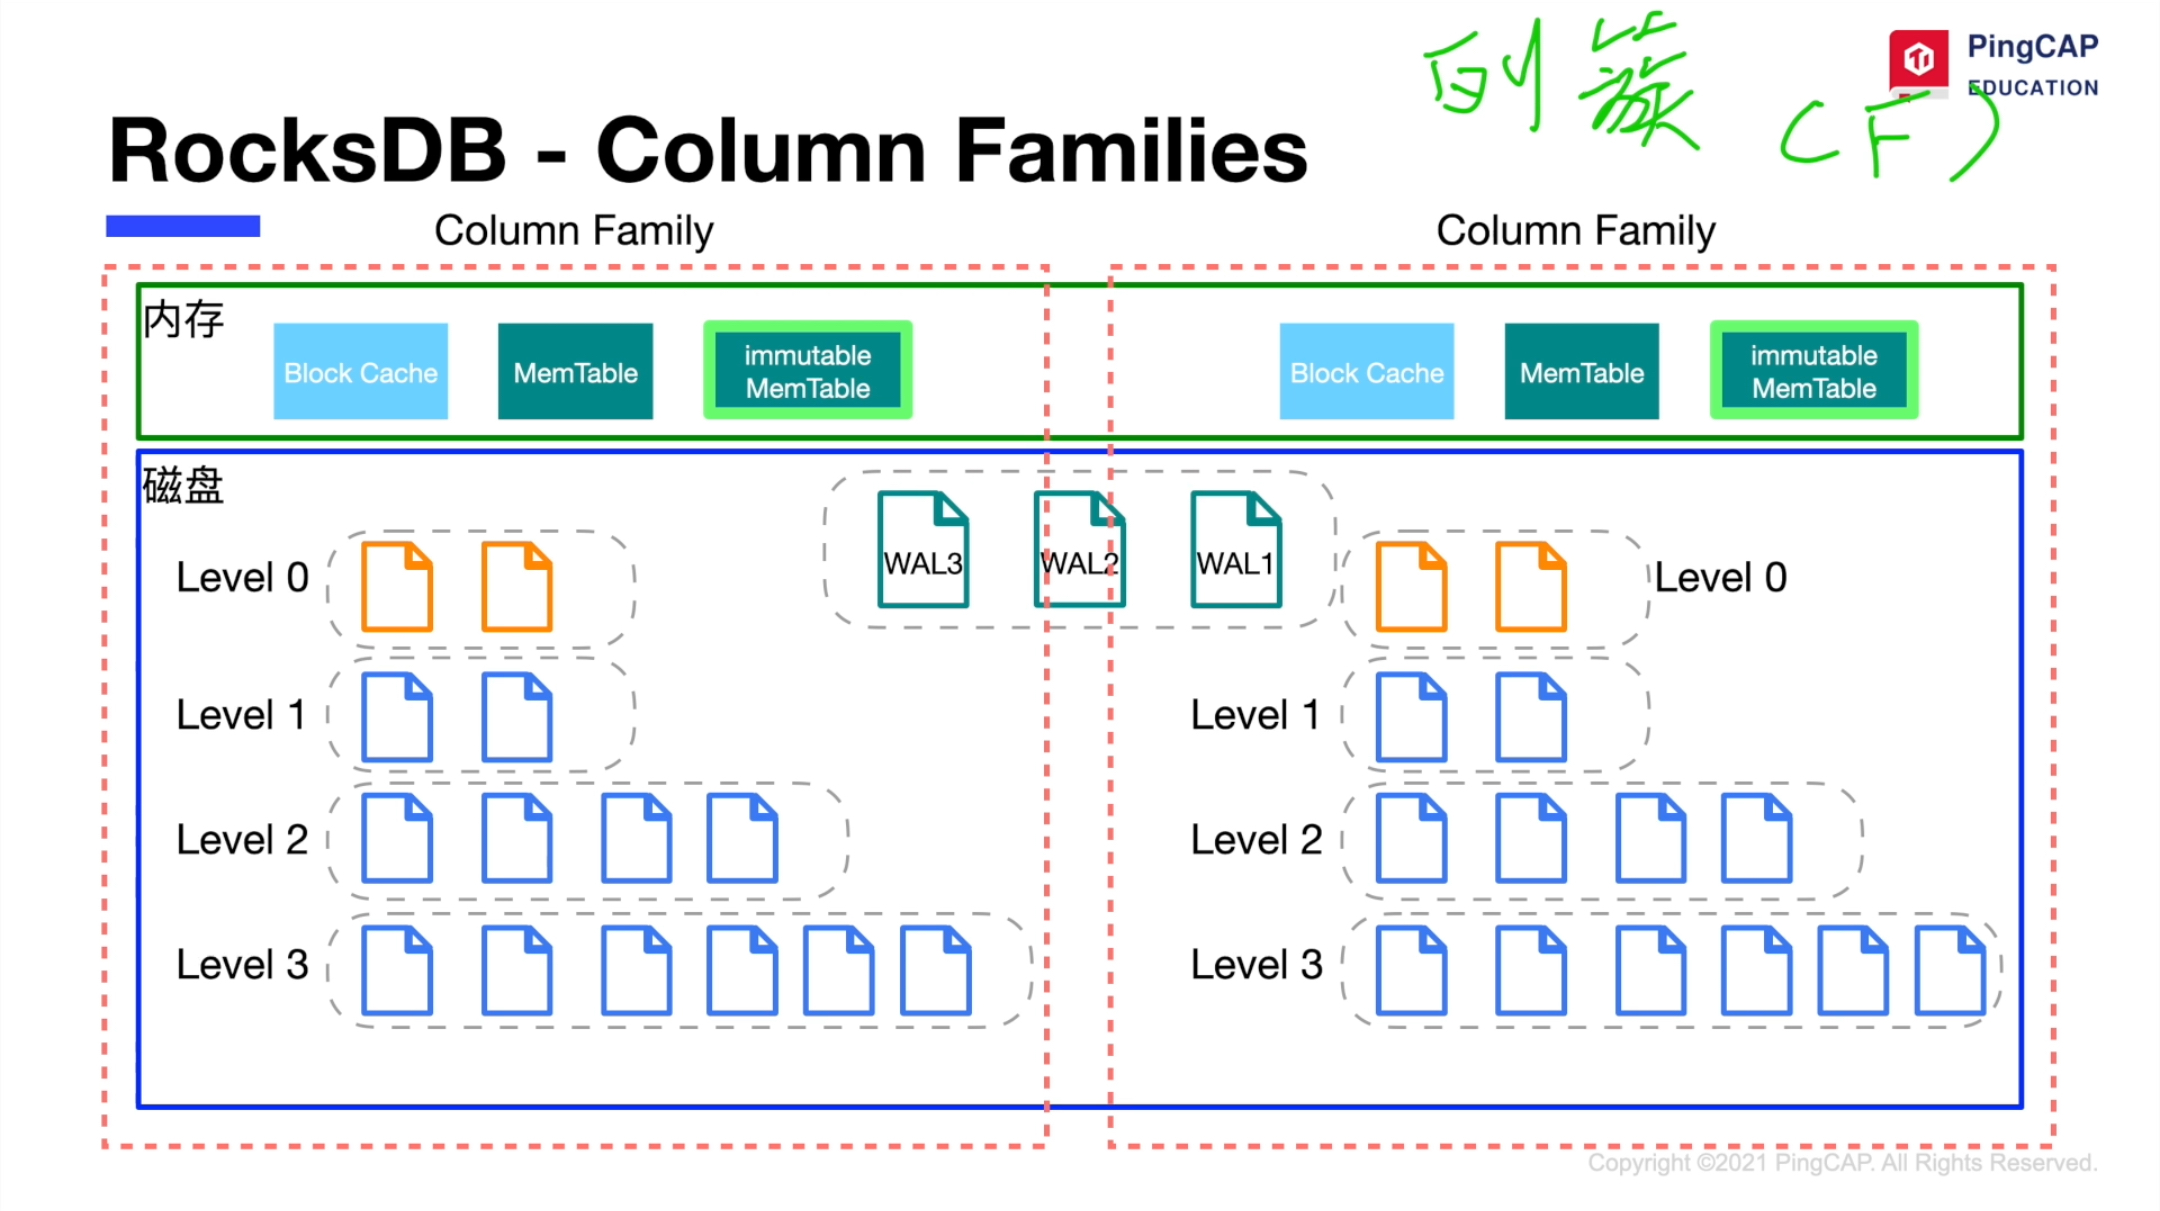 列簇 (CF)
PingCAP
EDUCATION
RocksDB - Column Families
Column Family
Column Family
内存
Block Cache
MemTable
immutable
MemTable
Block Cache
MemTable
immutable
MemTable
磁盘
WAL3
WAL2
WAL1
Level 0
Level 1
Level 2
Level 3
Level 0
Level 1
Level 2
Level 3
Copyright ©2021 PingCAP. All Rights Reserved.